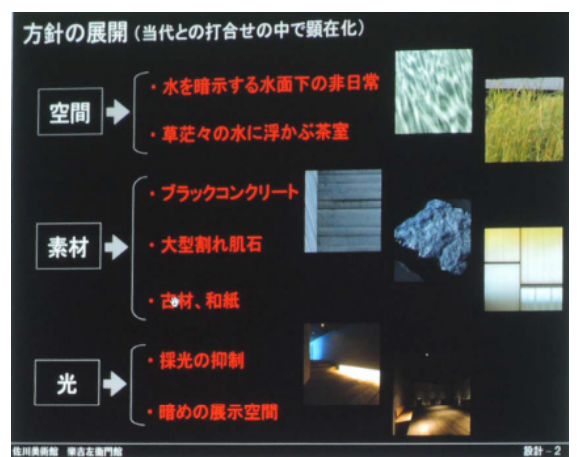 方針の展開 (当代との打合せの中で顕在化)
空間
・水を暗示する水面下の非日常
・草茫々の水に浮かぶ茶室
素材
・ブラックコンクリート
・大型割れ肌石
・古材、和紙
光
・採光の抑制
・暗めの展示空間
佐川美術館 樂吉左衞門館
設計-2